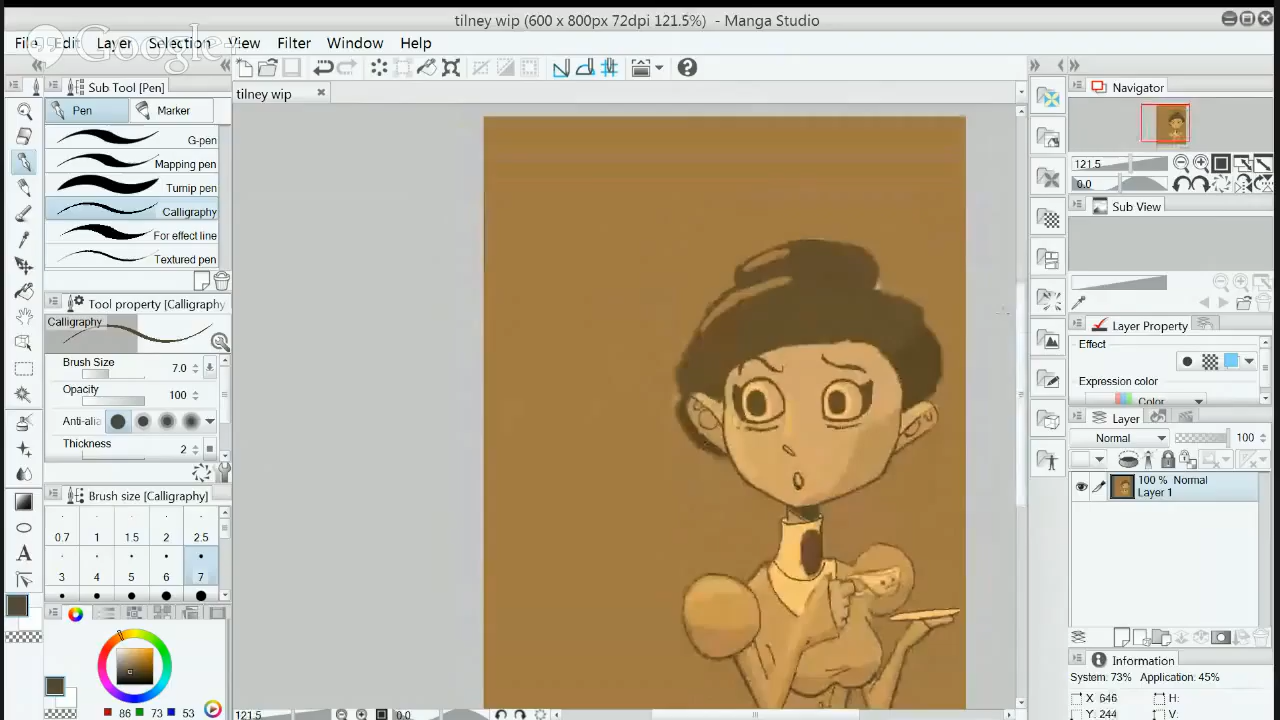 tilney wip (600 x 800px 72dpi 121.5%) - Manga Studio
File Edit Layer Selection View Filter Window Help
Google+
Sub Tool [Pen]
tilney wip
Navigator
Pen Marker
G-pen
Mapping pen
Turnip pen
Calligraphy
For effect line
Textured pen
121.5
0.0
Sub View
Tool property [Calligraphy]
Calligraphy
Brush Size 7.0
Opacity 100
Anti-alia
Thickness 2
Layer Property
Effect
Expression color
Color
Layer
Normal 100
100 % Normal
Layer 1
Brush size [Calligraphy]
0.7 1 1.5 2 2.5
3 4 5 6 7
A
86 73 53
121.5 0.0
Information
System: 73% Application: 45%
X 646 H:
Y: 244 V: